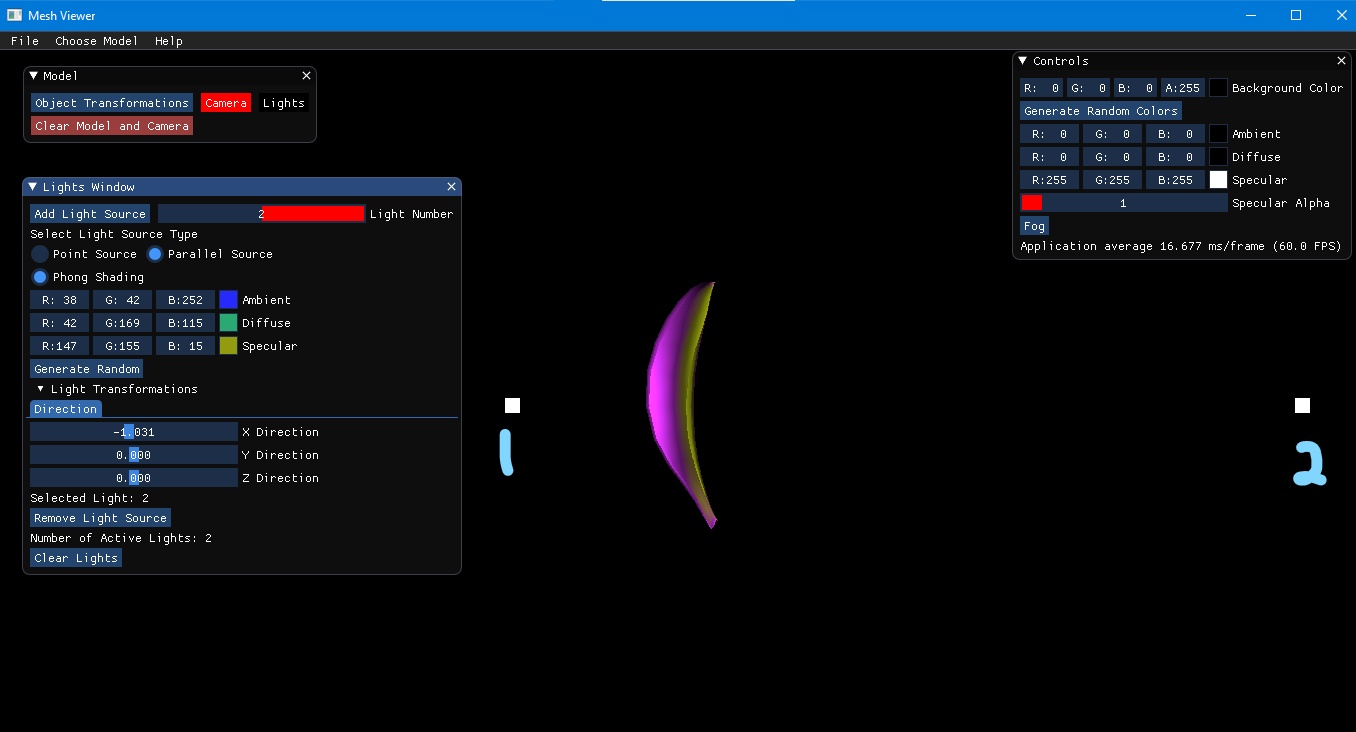 Mesh Viewer
File Choose Model Help
Model
Object Transformations Camera Lights
Clear Model and Camera
Lights Window
Add Light Source 2 Light Number
Select Light Source Type
Point Source Parallel Source
Phong Shading
R: 38 G: 42 B:252 Ambient
R: 42 G:169 B:115 Diffuse
R:147 G:155 B: 15 Specular
Generate Random
Light Transformations
Direction
-1.031 X Direction
0.000 Y Direction
0.000 Z Direction
Selected Light: 2
Remove Light Source
Number of Active Lights: 2
Clear Lights
1
2
Controls
R: 0 G: 0 B: 0 A:255 Background Color
Generate Random Colors
R: 0 G: 0 B: 0 Ambient
R: 0 G: 0 B: 0 Diffuse
R:255 G:255 B:255 Specular
1 Specular Alpha
Fog
Application average 16.677 ms/frame (60.0 FPS)